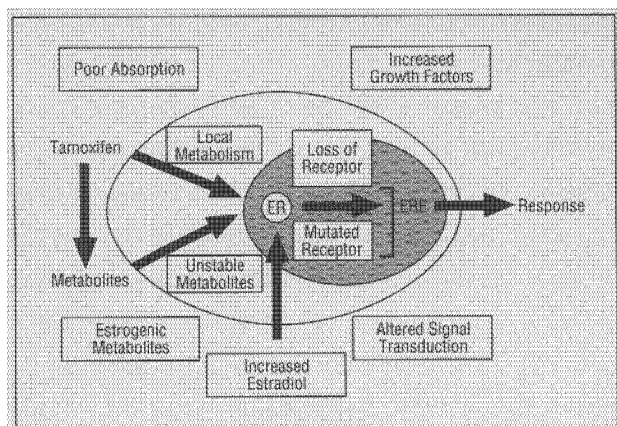 Poor Absorption
Increased
Growth Factors
Tamoxifen
Local
Metabolism
Loss of
Receptor
ER
ERE
Response
Mutated
Receptor
Metabolites
Unstable
Metabolites
Estrogenic
Metabolites
Increased
Estradiol
Altered Signal
Transduction